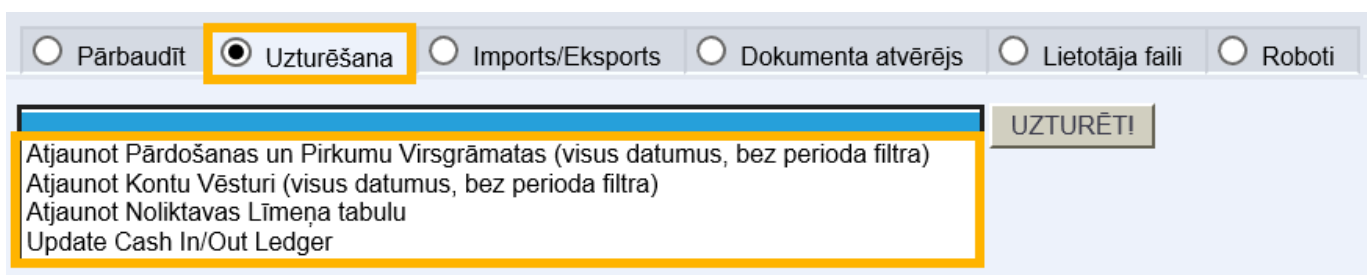 Pārbaudīt Uzturēšana Imports/Eksports Dokumenta atvērējs Lietotāja faili Roboti
UZTURĒT!
Atjaunot Pārdošanas un Pirkumu Virsgrāmatas (visus datumus, bez perioda filtra)
Atjaunot Kontu Vēsturi (visus datumus, bez perioda filtra)
Atjaunot Noliktavas Līmeņa tabulu
Update Cash In/Out Ledger